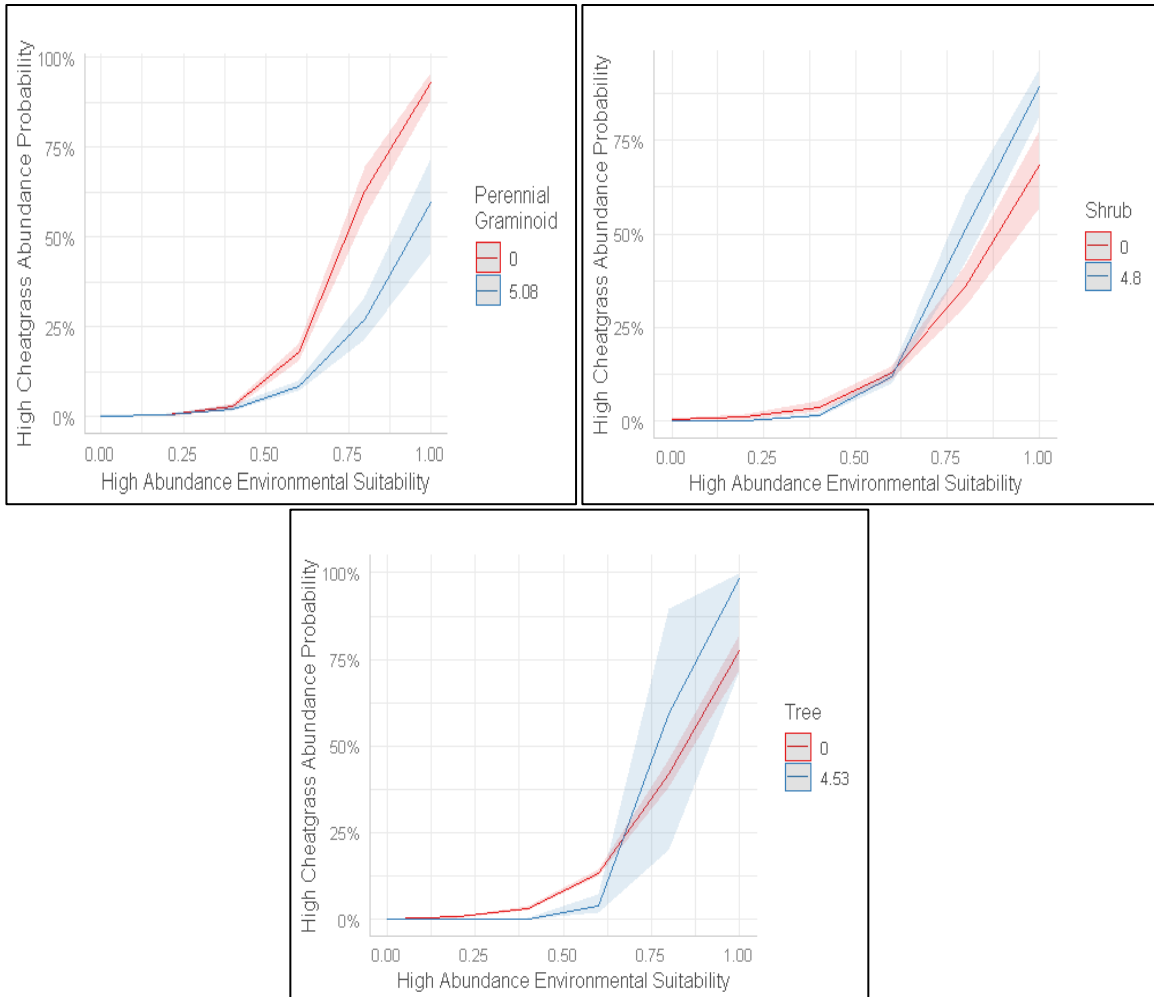 High Cheatgrass Abundance Probability
100%
75%
50%
25%
0%
0.00 0.25 0.50 0.75 1.00
High Abundance Environmental Suitability
Perennial
Graminoid
0
5.08
High Cheatgrass Abundance Probability
75%
50%
25%
0%
0.00 0.25 0.50 0.75 1.00
High Abundance Environmental Suitability
Shrub
0
4.8
High Cheatgrass Abundance Probability
100%
75%
50%
25%
0%
0.00 0.25 0.50 0.75 1.00
High Abundance Environmental Suitability
Tree
0
4.53